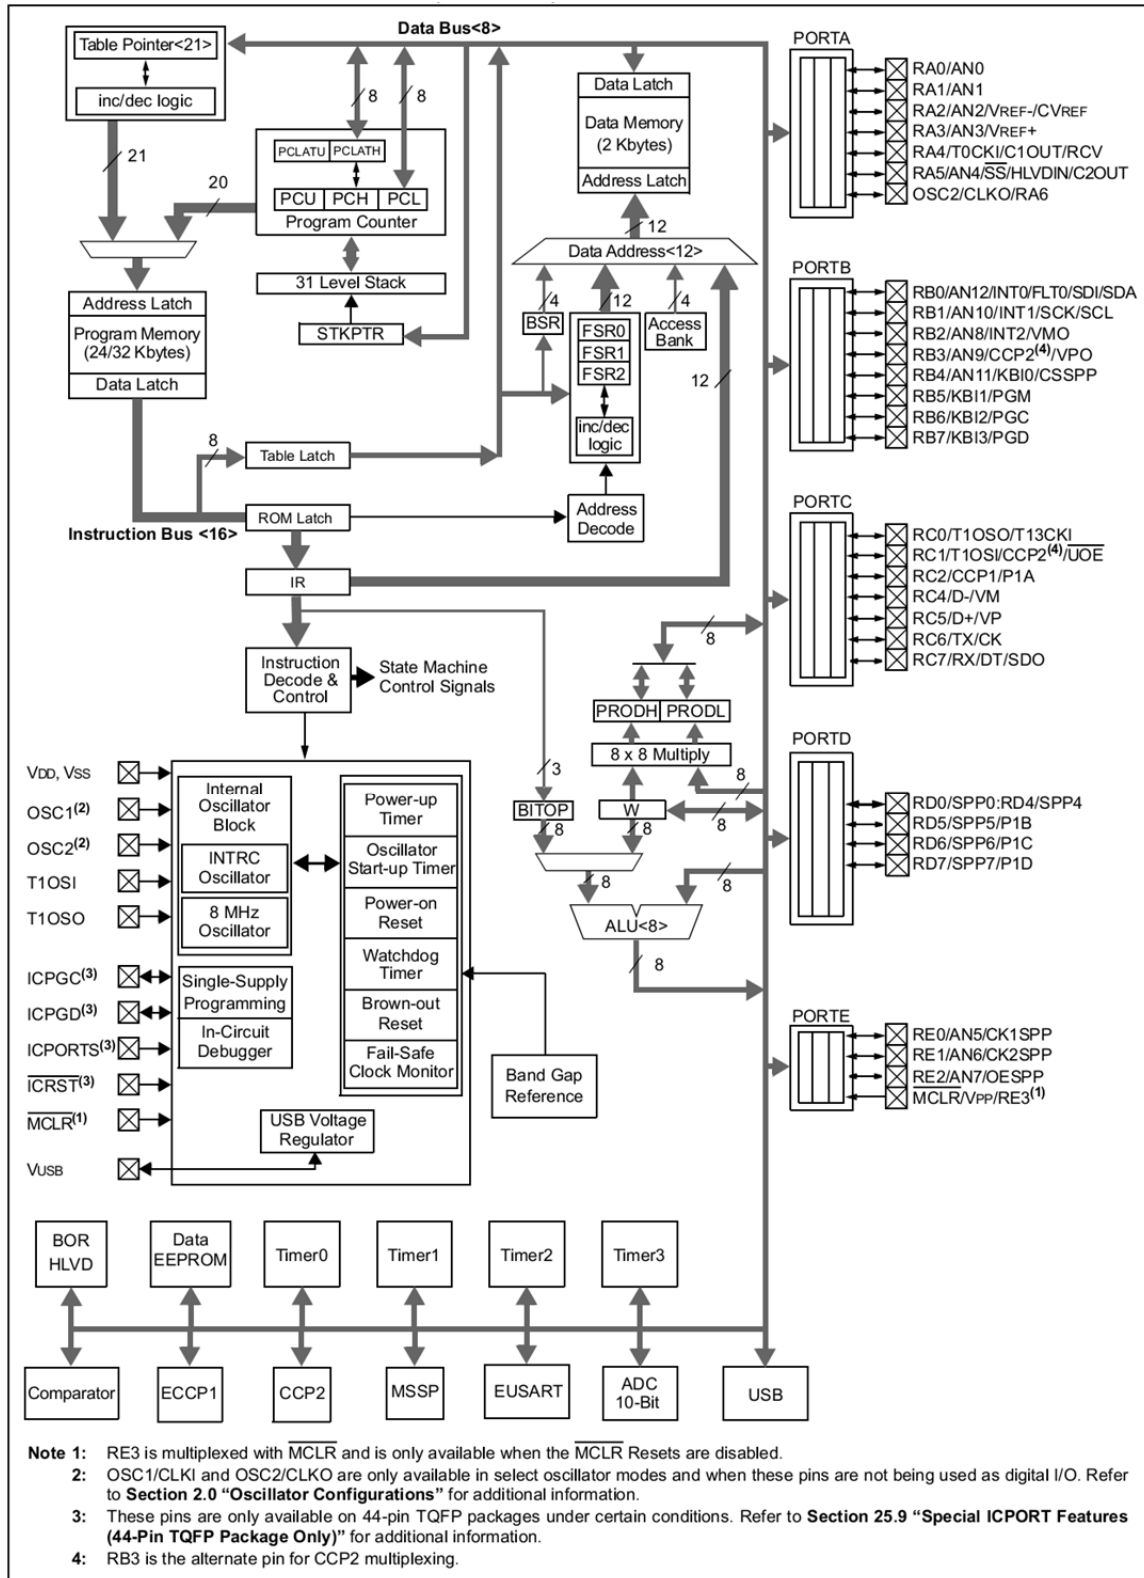 Data Bus<8>
Table Pointer<21>
inc/dec logic
21
20
8
8
PCLATU PCLATH
PCU PCH PCL
Program Counter
31 Level Stack
STKPTR
Address Latch
Program Memory
(24/32 Kbytes)
Data Latch
8
Table Latch
Instruction Bus <16>
ROM Latch
IR
Data Latch
Data Memory
(2 Kbytes)
Address Latch
12
Data Address<12>
4
12
4
BSR
FSR0
FSR1
FSR2
inc/dec
logic
Access
Bank
12
Address
Decode
Instruction
Decode &
Control
State Machine
Control Signals
8
PRODH PRODL
8 x 8 Multiply
8
3
BITOP
W
8
8
8
8
8
ALU<8>
8
VDD, VSS
OSC1(2)
OSC2(2)
T1OSI
T1OSO
ICPGC(3)
ICPGD(3)
ICPORTS(3)
ICRST(3)
MCLR(1)
VUSB
Internal
Oscillator
Block
INTRC
Oscillator
8 MHz
Oscillator
Single-Supply
Programming
In-Circuit
Debugger
Power-up
Timer
Oscillator
Start-up Timer
Power-on
Reset
Watchdog
Timer
Brown-out
Reset
Fail-Safe
Clock Monitor
Band Gap
Reference
USB Voltage
Regulator
PORTA
RA0/AN0
RA1/AN1
RA2/AN2/VREF-/CVREF
RA3/AN3/VREF+
RA4/T0CKI/C1OUT/RCV
RA5/AN4/SS/HLVDIN/C2OUT
OSC2/CLKO/RA6
PORTB
RB0/AN12/INT0/FLT0/SDI/SDA
RB1/AN10/INT1/SCK/SCL
RB2/AN8/INT2/VMO
RB3/AN9/CCP2(4)/VPO
RB4/AN11/KBI0/CSSPP
RB5/KBI1/PGM
RB6/KBI2/PGC
RB7/KBI3/PGD
PORTC
RC0/T1OSO/T13CKI
RC1/T1OSI/CCP2(4)/UOE
RC2/CCP1/P1A
RC4/D-/VM
RC5/D+/VP
RC6/TX/CK
RC7/RX/DT/SDO
PORTD
RD0/SPP0:RD4/SPP4
RD5/SPP5/P1B
RD6/SPP6/P1C
RD7/SPP7/P1D
PORTE
RE0/AN5/CK1SPP
RE1/AN6/CK2SPP
RE2/AN7/OESPP
MCLR/VPP/RE3(1)
BOR
HLVD
Data
EEPROM
Timer0
Timer1
Timer2
Timer3
Comparator
ECCP1
CCP2
MSSP
EUSART
ADC
10-Bit
USB
Note 1: RE3 is multiplexed with MCLR and is only available when the MCLR Resets are disabled.
2: OSC1/CLKI and OSC2/CLKO are only available in select oscillator modes and when these pins are not being used as digital I/O. Refer
to Section 2.0 “Oscillator Configurations” for additional information.
3: These pins are only available on 44-pin TQFP packages under certain conditions. Refer to Section 25.9 “Special ICPORT Features
(44-Pin TQFP Package Only)” for additional information.
4: RB3 is the alternate pin for CCP2 multiplexing.